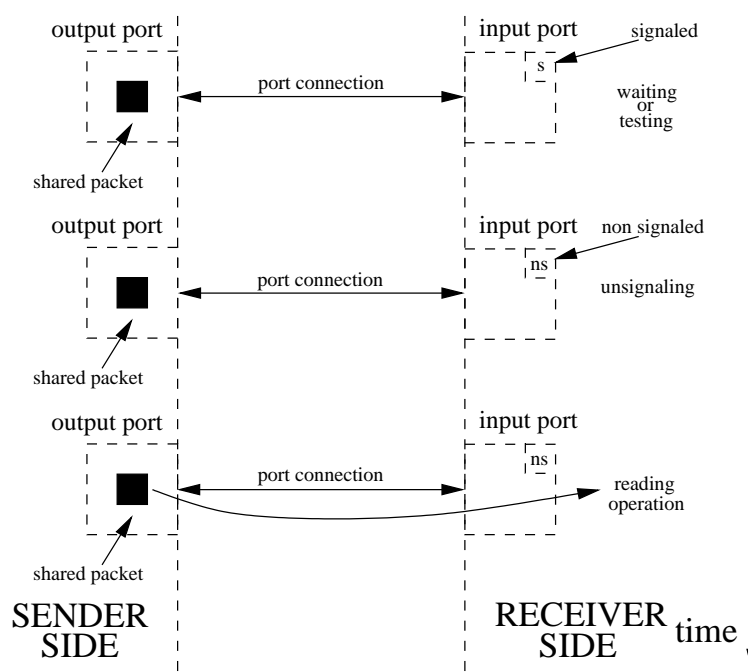 output port
input port
signaled
s
port connection
waiting
or
testing
shared packet
output port
input port
non signaled
ns
port connection
unsignaling
shared packet
output port
input port
ns
port connection
reading
operation
shared packet
SENDER
SIDE
RECEIVER
SIDE
time